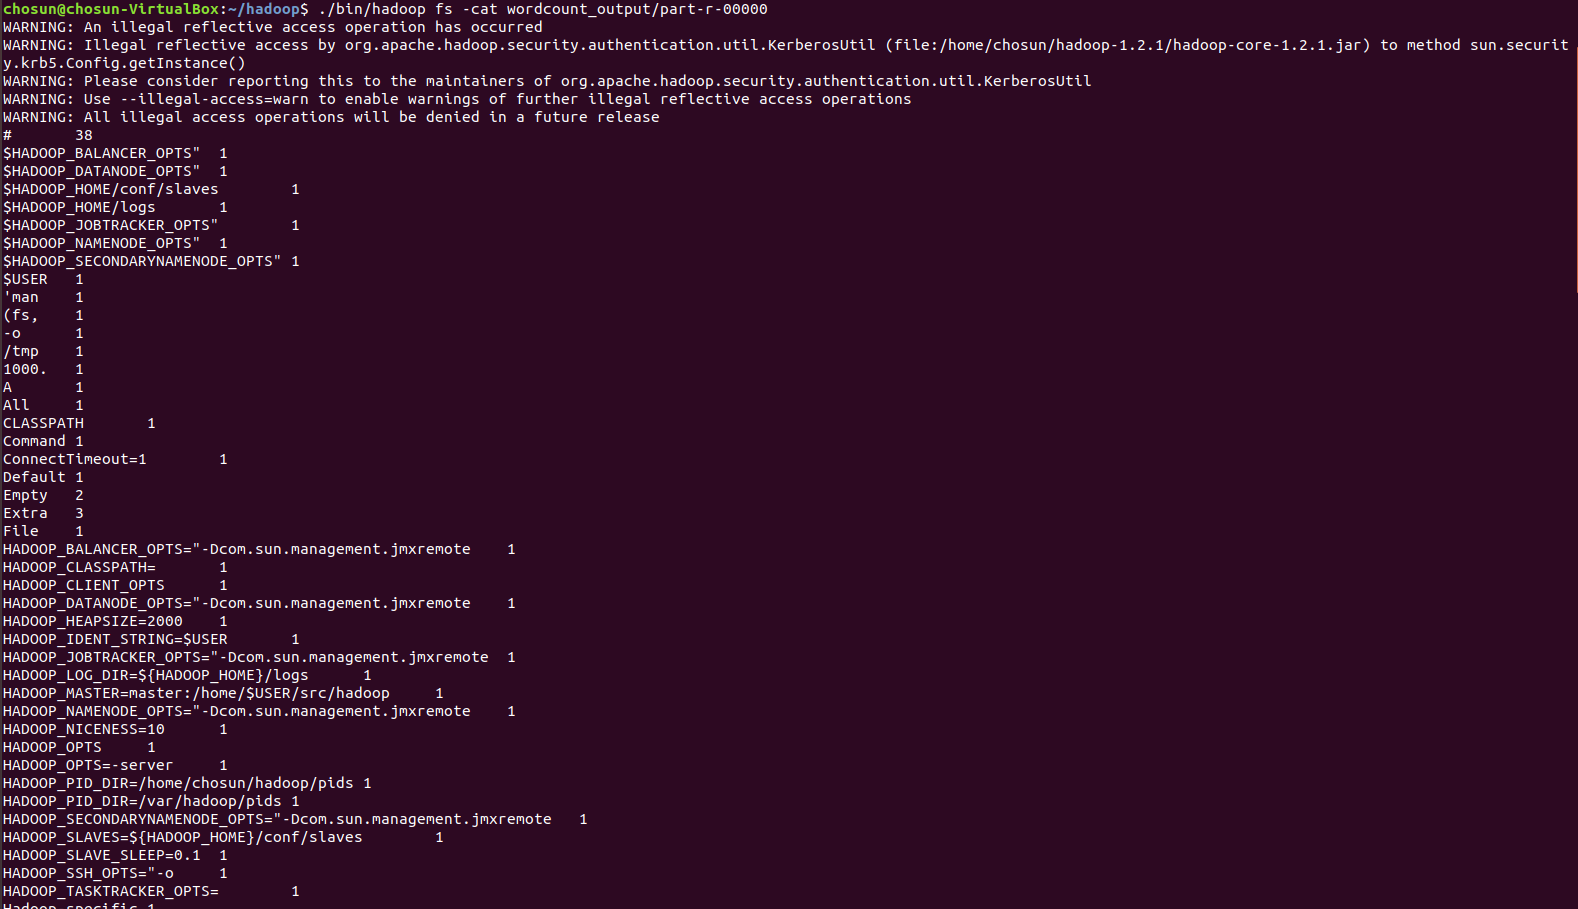 chosun@chosun-VirtualBox:~/hadoop$ ./bin/hadoop fs -cat wordcount_output/part-r-00000
WARNING: An illegal reflective access operation has occurred
WARNING: Illegal reflective access by org.apache.hadoop.security.authentication.util.KerberosUtil (file:/home/chosun/hadoop-1.2.1/hadoop-core-1.2.1.jar) to method sun.securit
y.krb5.Config.getInstance()
WARNING: Please consider reporting this to the maintainers of org.apache.hadoop.security.authentication.util.KerberosUtil
WARNING: Use --illegal-access=warn to enable warnings of further illegal reflective access operations
WARNING: All illegal access operations will be denied in a future release
#       38
$HADOOP_BALANCER_OPTS"  1
$HADOOP_DATANODE_OPTS"  1
$HADOOP_HOME/conf/slaves        1
$HADOOP_HOME/logs       1
$HADOOP_JOBTRACKER_OPTS"        1
$HADOOP_NAMENODE_OPTS"  1
$HADOOP_SECONDARYNAMENODE_OPTS" 1
$USER   1
'man    1
(fs,    1
-o      1
/tmp    1
1000.   1
A       1
All     1
CLASSPATH       1
Command 1
ConnectTimeout=1        1
Default 1
Empty   2
Extra   3
File    1
HADOOP_BALANCER_OPTS="-Dcom.sun.management.jmxremote    1
HADOOP_CLASSPATH=       1
HADOOP_CLIENT_OPTS      1
HADOOP_DATANODE_OPTS="-Dcom.sun.management.jmxremote    1
HADOOP_HEAPSIZE=2000    1
HADOOP_IDENT_STRING=$USER       1
HADOOP_JOBTRACKER_OPTS="-Dcom.sun.management.jmxremote  1
HADOOP_LOG_DIR=${HADOOP_HOME}/logs      1
HADOOP_MASTER=master:/home/$USER/src/hadoop     1
HADOOP_NAMENODE_OPTS="-Dcom.sun.management.jmxremote    1
HADOOP_NICENESS=10      1
HADOOP_OPTS     1
HADOOP_OPTS=-server     1
HADOOP_PID_DIR=/home/chosun/hadoop/pids 1
HADOOP_PID_DIR=/var/hadoop/pids 1
HADOOP_SECONDARYNAMENODE_OPTS="-Dcom.sun.management.jmxremote   1
HADOOP_SLAVES=${HADOOP_HOME}/conf/slaves        1
HADOOP_SLAVE_SLEEP=0.1  1
HADOOP_SSH_OPTS="-o     1
HADOOP_TASKTRACKER_OPTS=        1
Hadoop-specific 1